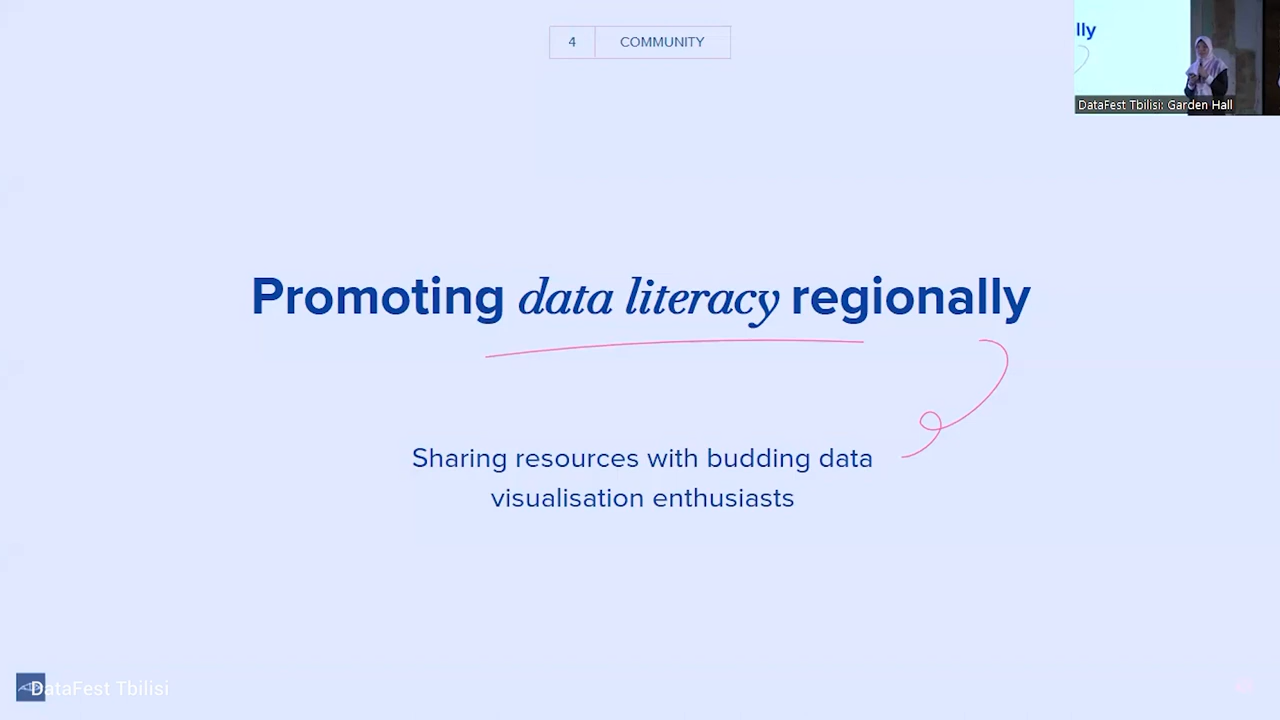 4 COMMUNITY
lly
DataFest Tbilisi: Garden Hall
Promoting data literacy regionally
Sharing resources with budding data
visualisation enthusiasts
DataFest Tbilisi